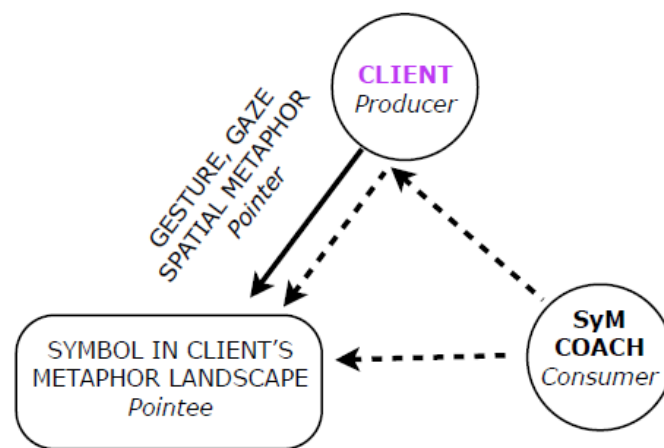 CLIENT
Producer
GESTURE, GAZE
SPATIAL METAPHOR
Pointer
SyM
COACH
Consumer
SYMBOL IN CLIENT'S
METAPHOR LANDSCAPE
Pointee